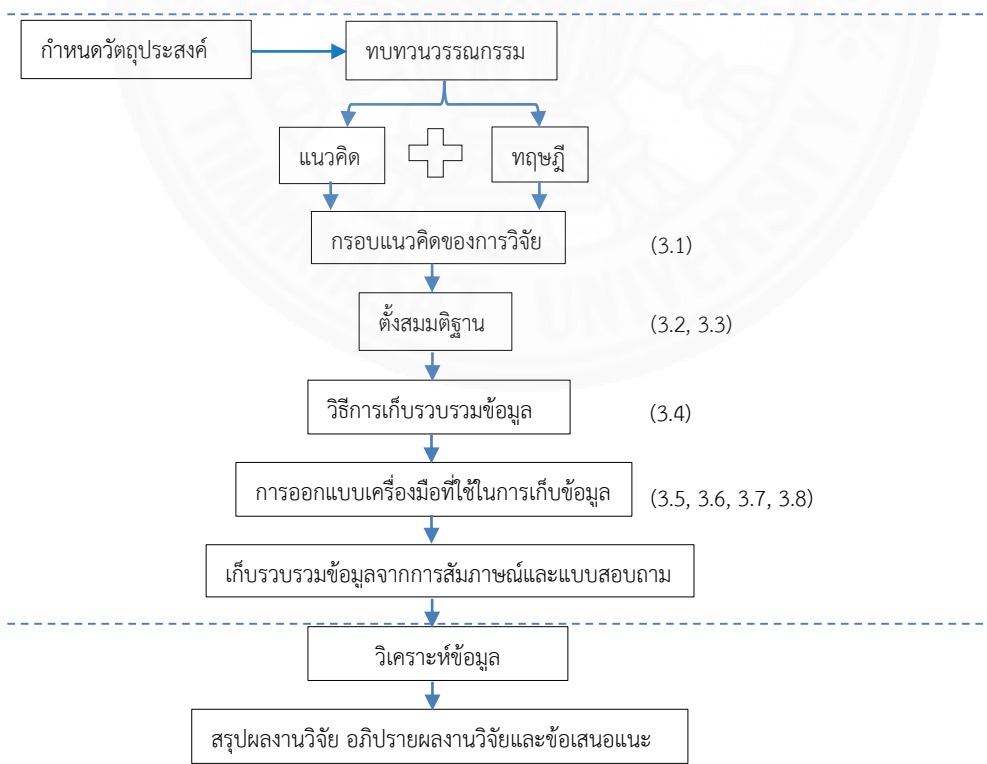 กำหนดวัตถุประสงค์
ทบทวนวรรณกรรม
แนวคิด
ทฤษฎี
กรอบแนวคิดของการวิจัย (3.1)
ตั้งสมมติฐาน (3.2, 3.3)
วิธีการเก็บรวบรวมข้อมูล (3.4)
การออกแบบเครื่องมือที่ใช้ในการเก็บข้อมูล (3.5, 3.6, 3.7, 3.8)
เก็บรวบรวมข้อมูลจากการสัมภาษณ์และแบบสอบถาม
วิเคราะห์ข้อมูล
สรุปผลงานวิจัย อภิปรายผลงานวิจัยและข้อเสนอแนะ